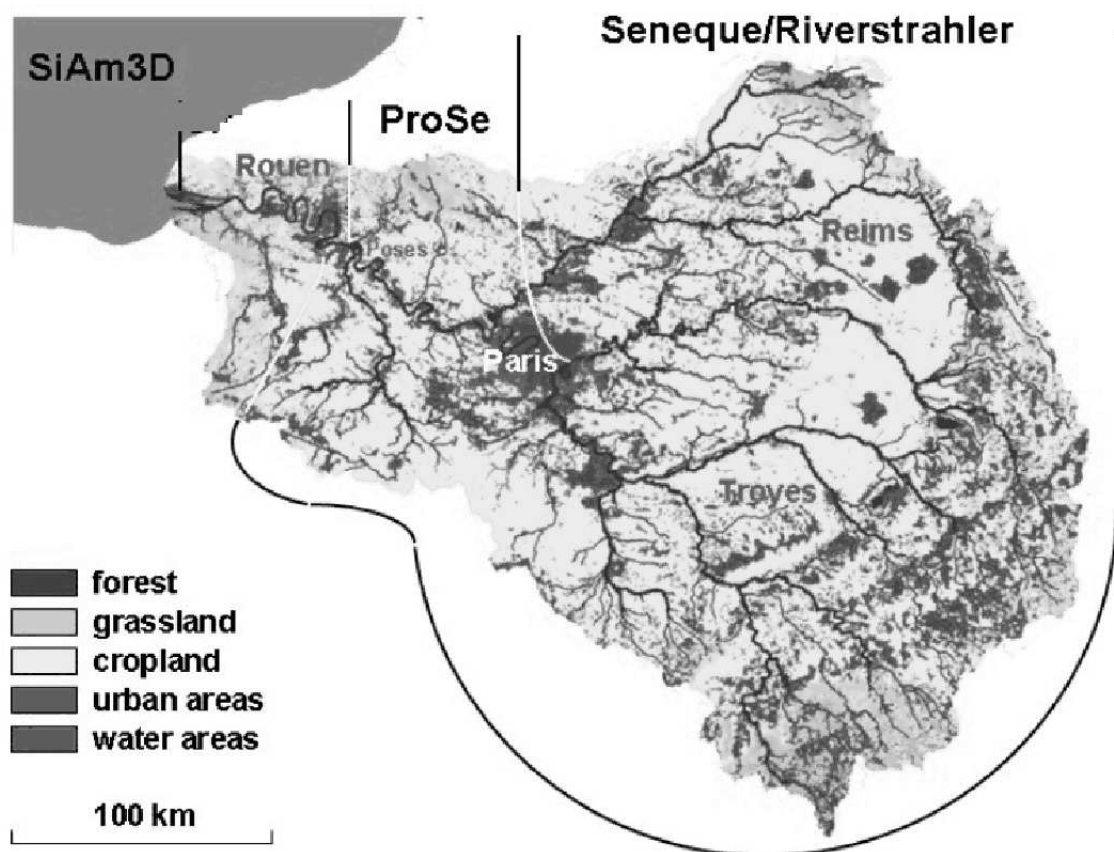 Seneque/Riverstrahler
SiAm3D
ProSe
Rouen
Poses
Reims
Paris
Troyes
forest
grassland
cropland
urban areas
water areas
100 km